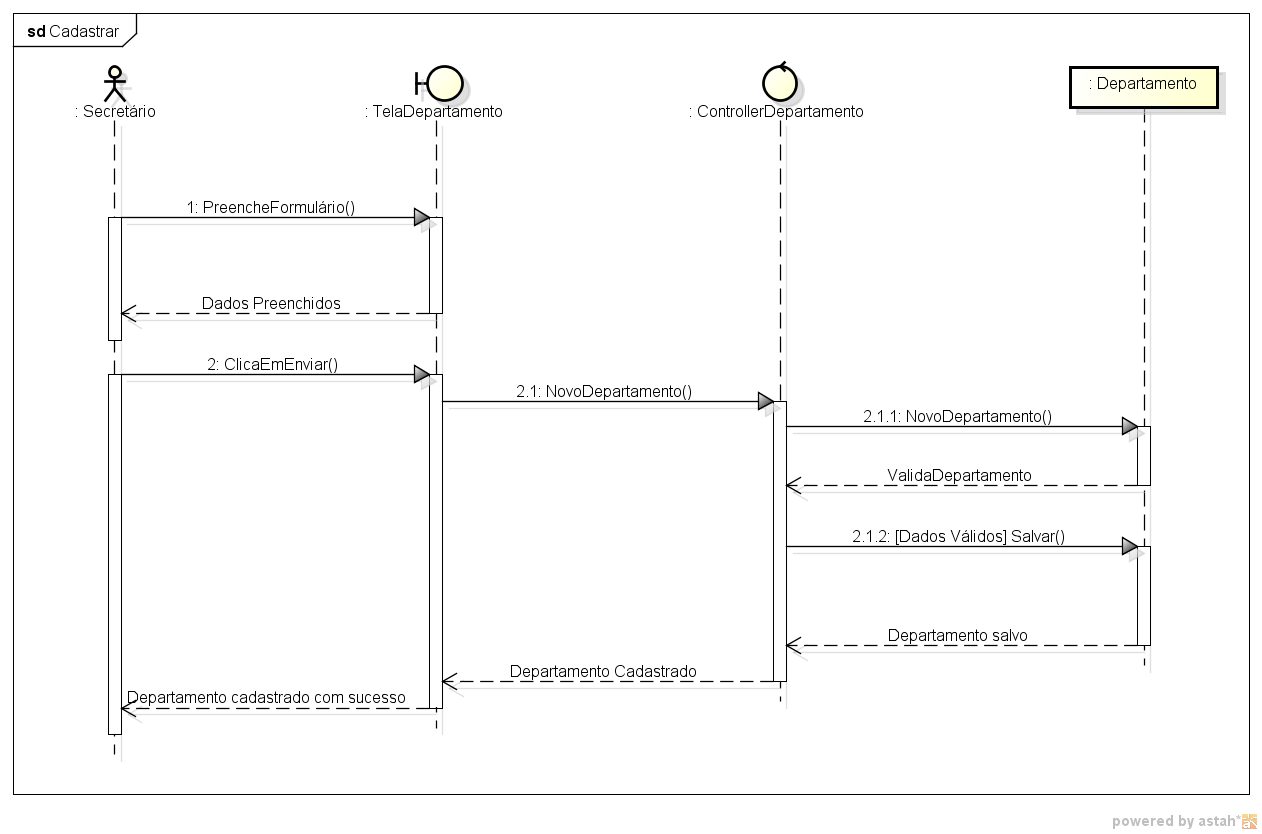 sd Cadastrar
: Secretário
: TelaDepartamento
: ControllerDepartamento
: Departamento
1: PreencheFormulário()
Dados Preenchidos
2: ClicaEmEnviar()
2.1: NovoDepartamento()
2.1.1: NovoDepartamento()
ValidaDepartamento
2.1.2: [Dados Válidos] Salvar()
Departamento salvo
Departamento Cadastrado
Departamento cadastrado com sucesso
powered by astah*